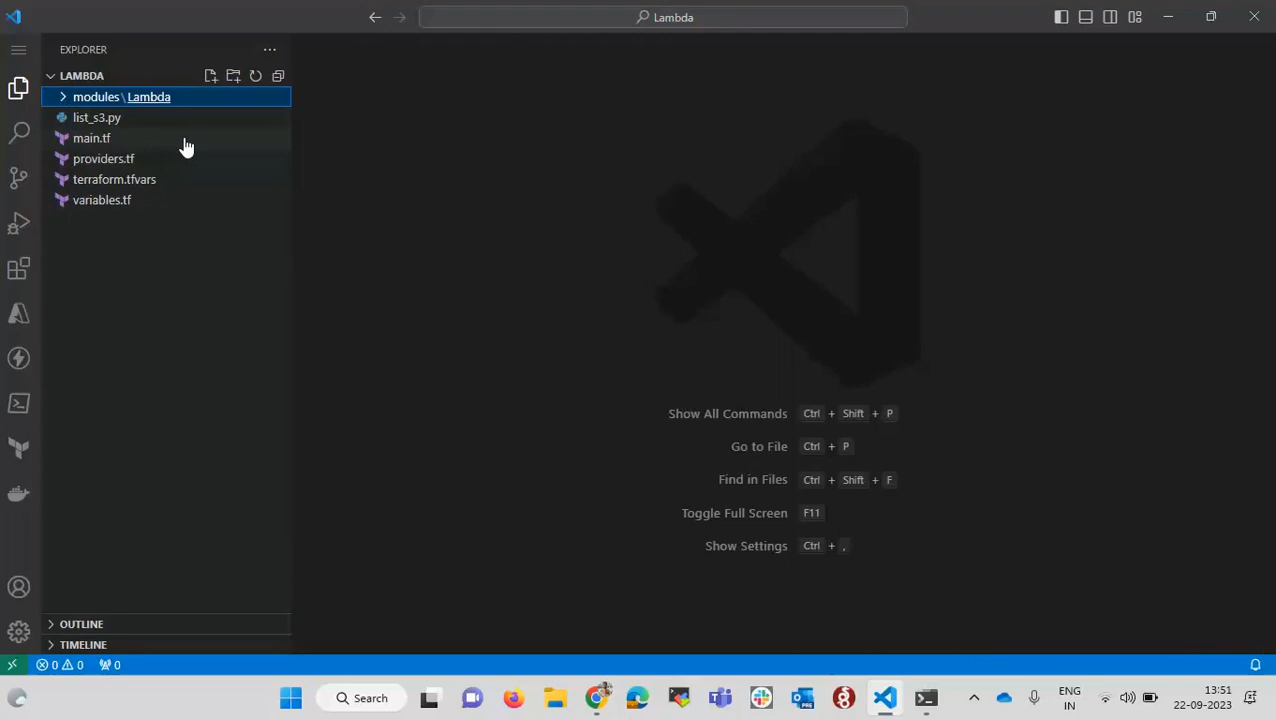 Lambda
EXPLORER
LAMBDA
modules\Lambda
list_s3.py
main.tf
providers.tf
terraform.tfvars
variables.tf
Show All Commands Ctrl + Shift + P
Go to File Ctrl + P
Find in Files Ctrl + Shift + F
Toggle Full Screen F11
Show Settings Ctrl + ,
OUTLINE
TIMELINE
0 0 0
Search
PRE
ENG
IN
13:51
22-09-2023